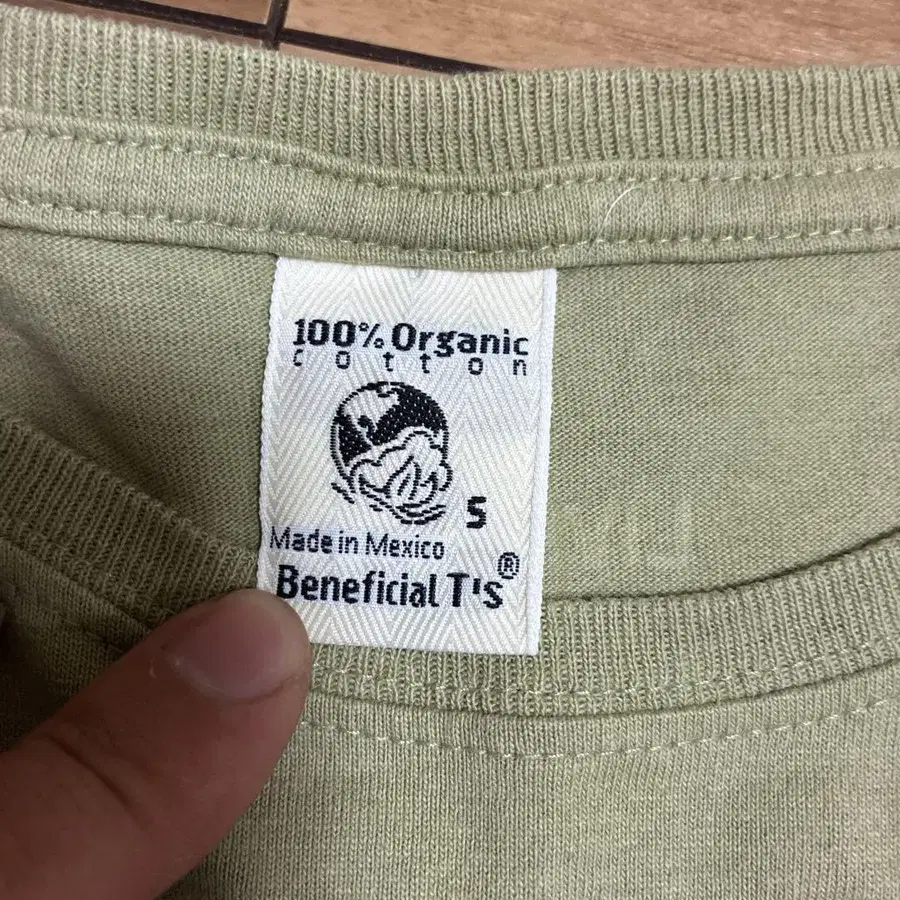 100% Organic
cotton
S
Made in Mexico
Beneficial T's®